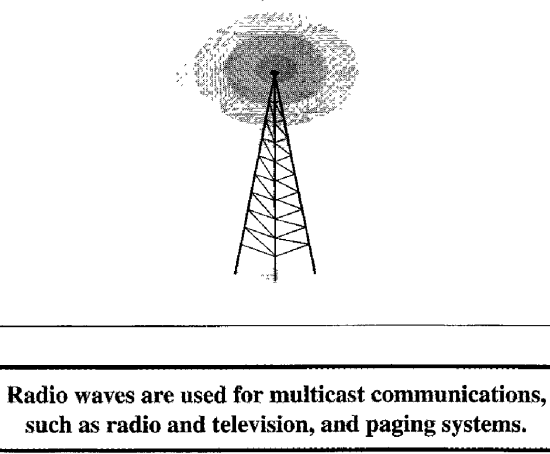 Radio waves are used for multicast communications,
such as radio and television, and paging systems.